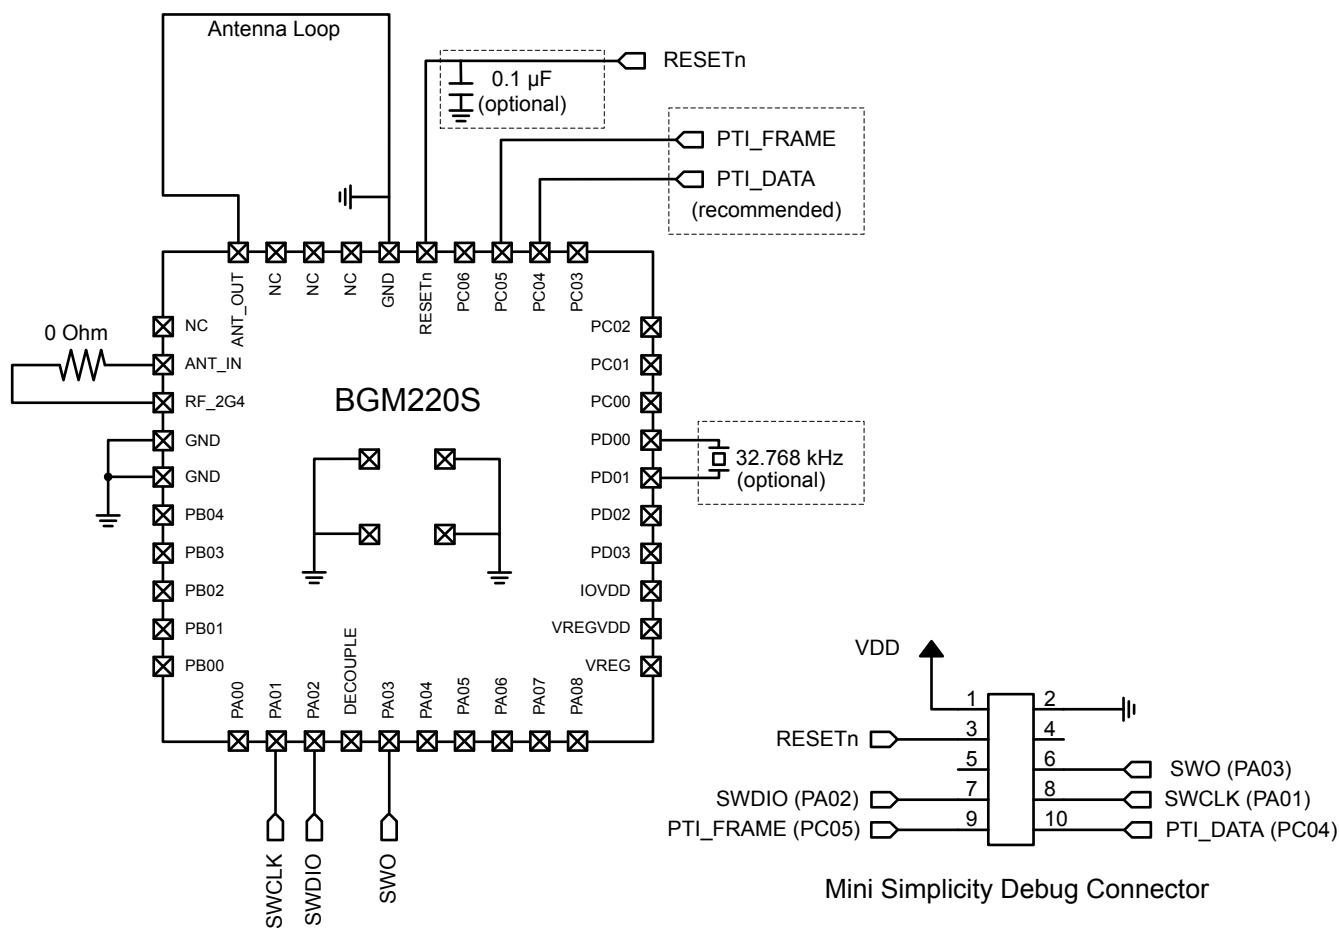 Antenna Loop
RESETn
0.1 µF
(optional)
PTI_FRAME
PTI_DATA
(recommended)
ANT_OUT
NC
NC
NC
GND
RESETn
PC06
PC05
PC04
PC03
0 Ohm
NC
ANT_IN
RF_2G4
GND
GND
PB04
PB03
PB02
PB01
PB00
BGM220S
PC02
PC01
PC00
PD00
PD01
PD02
PD03
IOVDD
VREGVDD
VREG
32.768 kHz
(optional)
PA00
PA01
PA02
DECOUPLE
PA03
PA04
PA05
PA06
PA07
PA08
SWCLK
SWDIO
SWO
VDD
1 2
RESETn 3 4
5 6 SWO (PA03)
SWDIO (PA02) 7 8 SWCLK (PA01)
PTI_FRAME (PC05) 9 10 PTI_DATA (PC04)
Mini Simplicity Debug Connector